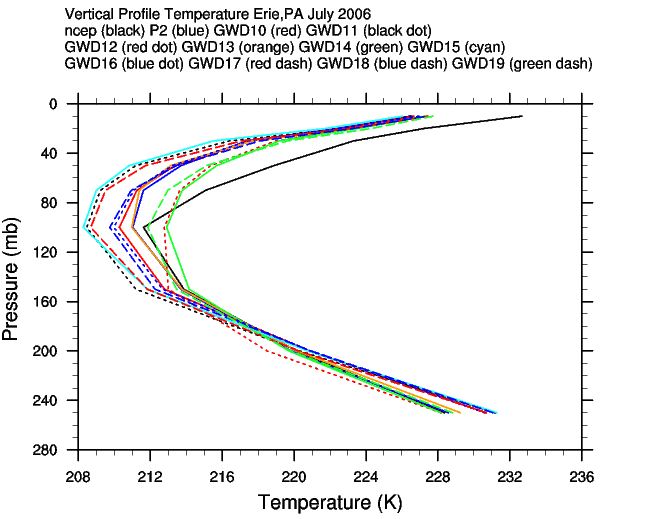 Vertical Profile Temperature Erie,PA July 2006
ncep (black) P2 (blue) GWD10 (red) GWD11 (black dot)
GWD12 (red dot) GWD13 (orange) GWD14 (green) GWD15 (cyan)
GWD16 (blue dot) GWD17 (red dash) GWD18 (blue dash) GWD19 (green dash)
0
40
80
120
160
200
240
280
Pressure (mb)
208 212 216 220 224 228 232 236
Temperature (K)